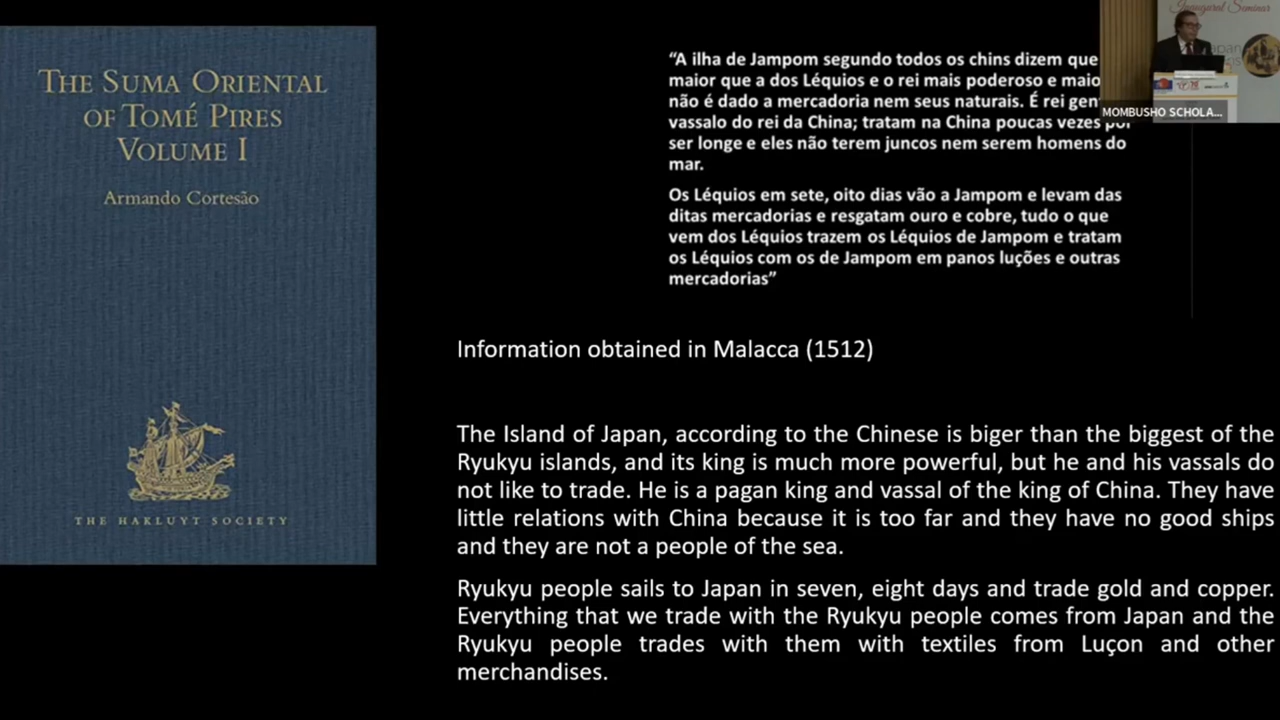 THE SUMA ORIENTAL
OF TOMÉ PIRES
VOLUME I
Armando Cortesão
THE HAKLUYT SOCIETY
“A ilha de Jampom segundo todos os chins dizem que
maior que a dos Léquios e o rei mais poderoso e
não é dado a mercadoria nem seus naturais. É rei
vassalo do rei da China; tratam na China poucas vezes
ser longe e eles não terem juncos nem serem homens do
mar.
Os Léquios em sete, oito dias vão a Jampom e levam das
ditas mercadorias e resgatam ouro e cobre, tudo o que
vem dos Léquios trazem os Léquios de Jampom e tratam
os Léquios com os de Jampom em panos luções e outras
mercadorias”
Information obtained in Malacca (1512)
The Island of Japan, according to the Chinese is biger than the biggest of the
Ryukyu islands, and its king is much more powerful, but he and his vassals do
not like to trade. He is a pagan king and vassal of the king of China. They have
little relations with China because it is too far and they have no good ships
and they are not a people of the sea.
Ryukyu people sails to Japan in seven, eight days and trade gold and copper.
Everything that we trade with the Ryukyu people comes from Japan and the
Ryukyu people trades with them with textiles from Luçon and other
merchandises.
Inaugural Seminar
MOMBUSHO SCHOLA...